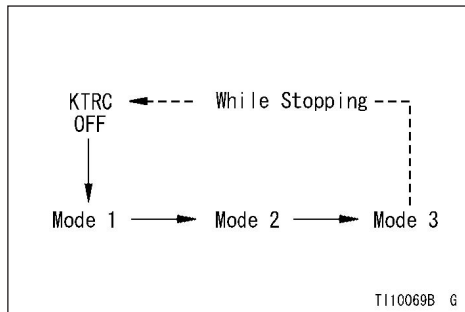 KTRC
OFF
While Stopping
Mode 1
Mode 2
Mode 3
TI10069B G